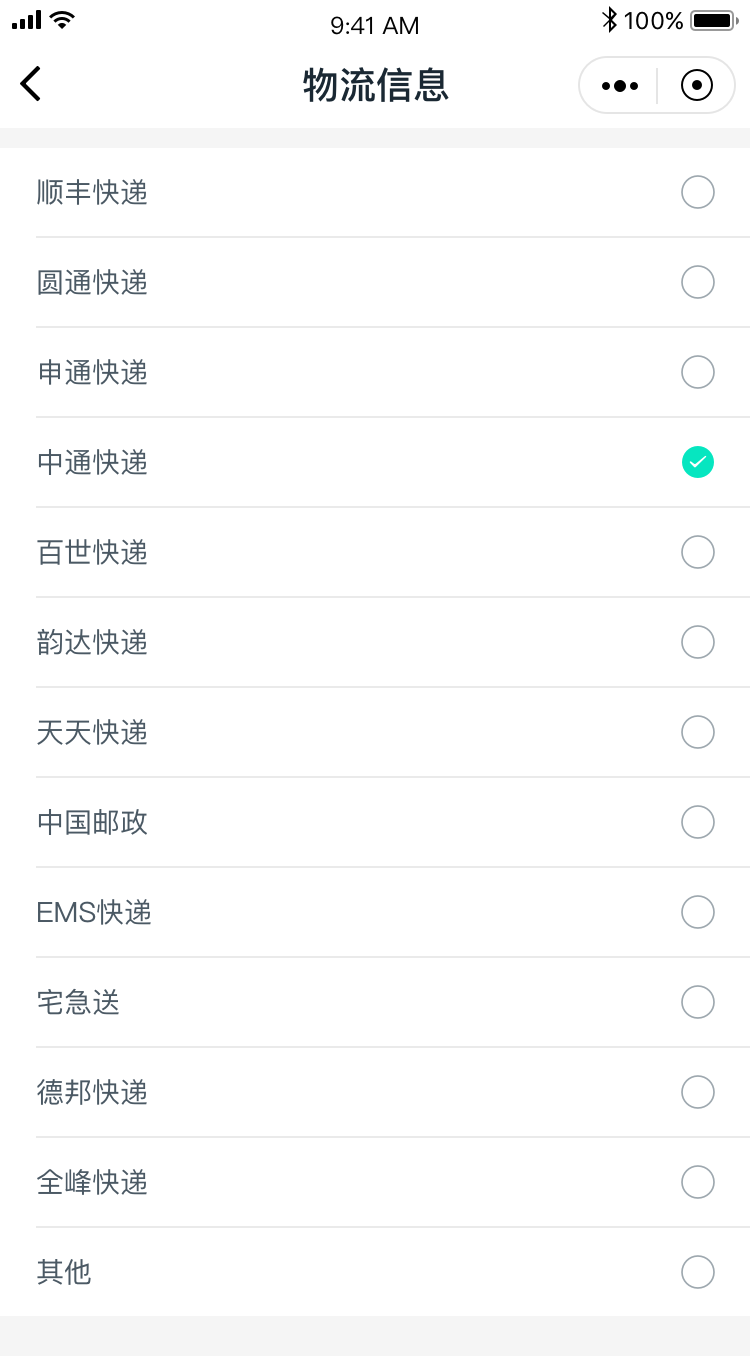 9:41 AM
100%
物流信息
顺丰快递
圆通快递
申通快递
中通快递
百世快递
韵达快递
天天快递
中国邮政
EMS快递
宅急送
德邦快递
全峰快递
其他